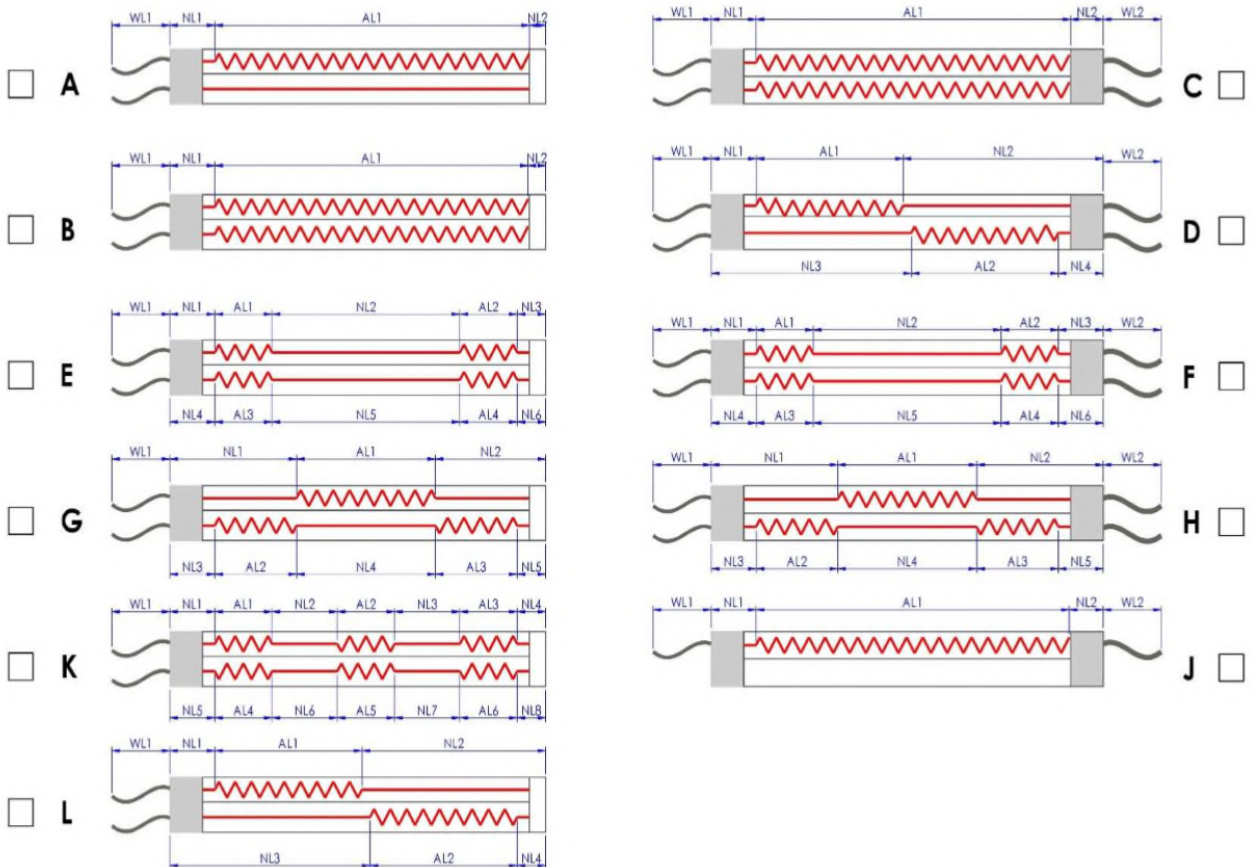 WL1 NL1 AL1 NL2
A
WL1 NL1 AL1 NL2 WL2
C
WL1 NL1 AL1 NL2
B
WL1 NL1 AL1 NL2 WL2
D
NL3 AL2 NL4
WL1 NL1 AL1 NL2 AL2 NL3
E
NL4 AL3 NL5 AL4 NL6
WL1 NL1 AL1 NL2 AL2 NL3 WL2
F
NL4 AL3 NL5 AL4 NL6
WL1 NL1 AL1 NL2
G
NL3 AL2 NL4 AL3 NL5
WL1 NL1 AL1 NL2 WL2
H
NL3 AL2 NL4 AL3 NL5
WL1 NL1 AL1 NL2 AL2 NL3 AL3 NL4
K
NL5 AL4 NL6 AL5 NL7 AL6 NL8
WL1 NL1 AL1 NL2 WL2
J
WL1 NL1 AL1 NL2
L
NL3 AL2 NL4